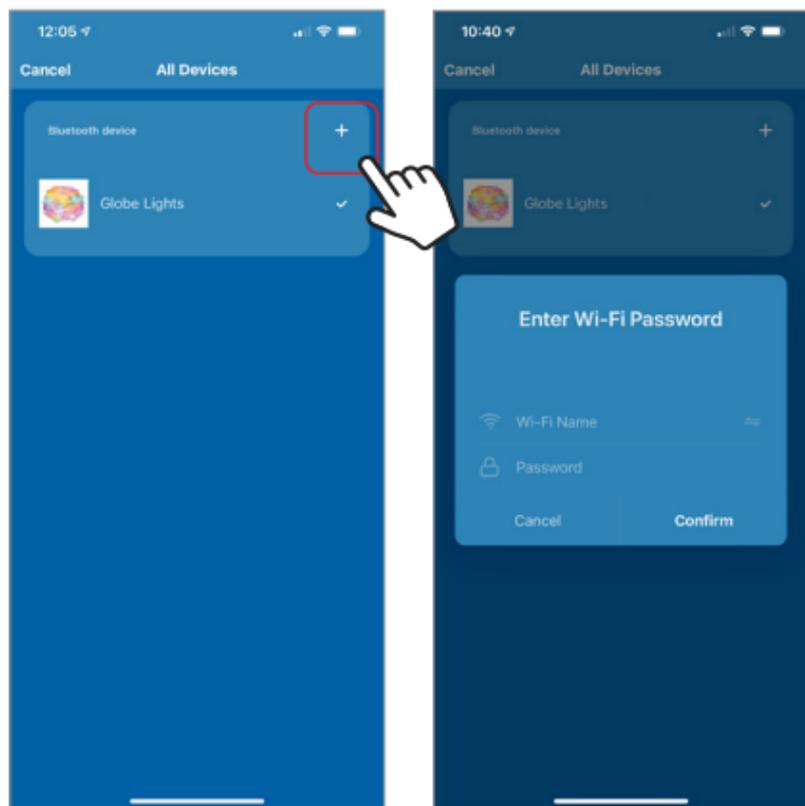 12:05
Cancel All Devices
Bluetooth device +
Globe Lights
10:40
Cancel All Devices
Bluetooth device +
Globe Lights
Enter Wi-Fi Password
Wi-Fi Name
Password
Cancel Confirm